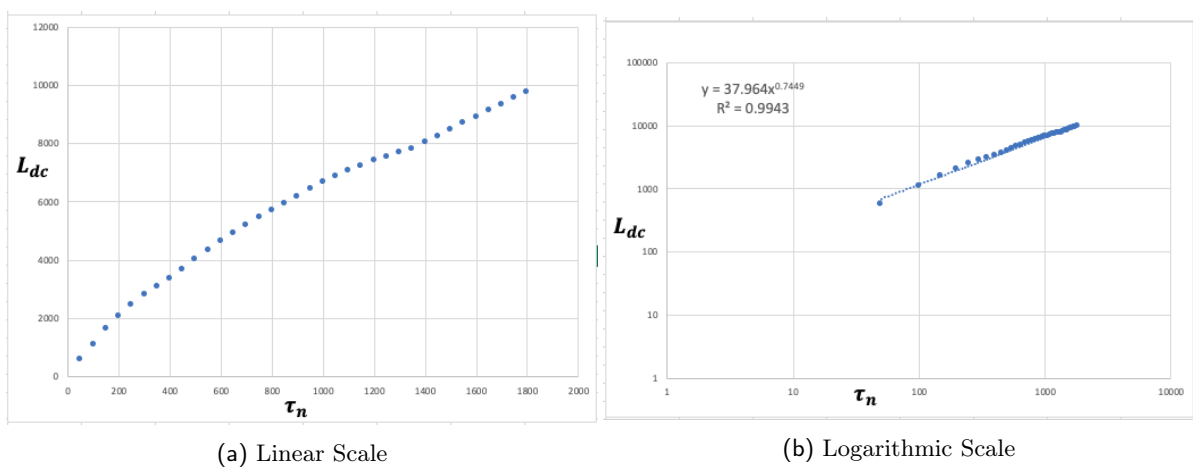 12000
10000
8000
6000
4000
2000
0
L_dc
0 200 400 600 800 1000 1200 1400 1600 1800 2000
τ_n
(a) Linear Scale
y = 37.964x^0.7449
R² = 0.9943
100000
10000
1000
100
10
1
L_dc
1 10 100 1000 10000
τ_n
(b) Logarithmic Scale